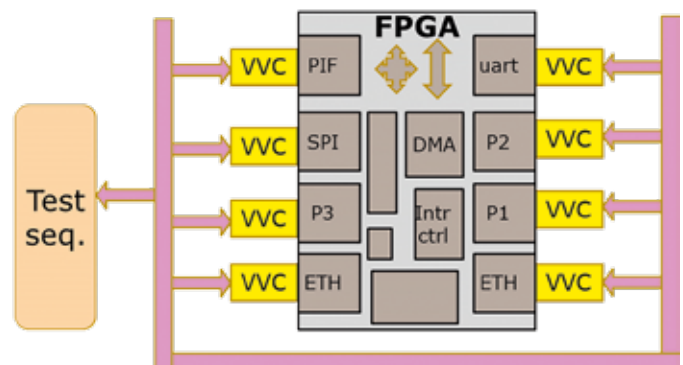 FPGA
VVC PIF uart VVC
VVC SPI DMA P2 VVC
Test
seq.
VVC P3 Intr
ctrl P1 VVC
VVC ETH ETH VVC